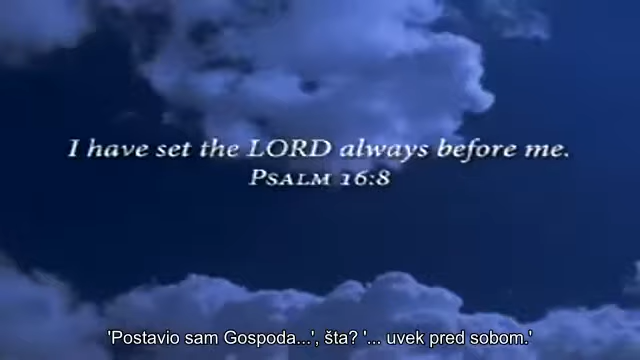 I have set the LORD always before me.
PSALM 16:8
'Postavio sam Gospoda...', šta? '... uvek pred sobom.'